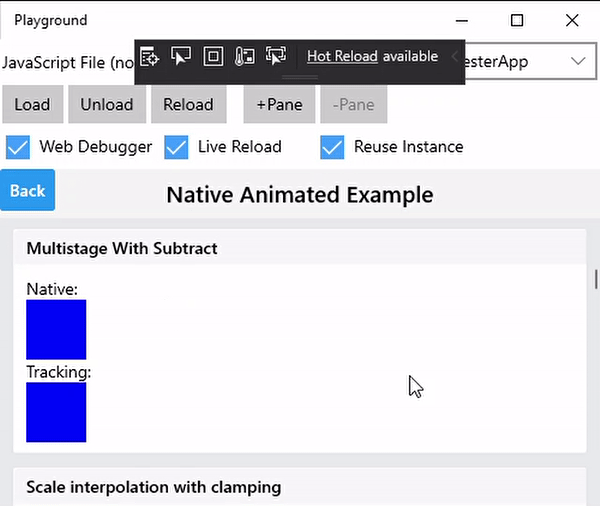 Playground
JavaScript File (no
Hot Reload available
esterApp
Load Unload Reload +Pane -Pane
Web Debugger Live Reload Reuse Instance
Back
Native Animated Example
Multistage With Subtract
Native:
Tracking:
Scale interpolation with clamping